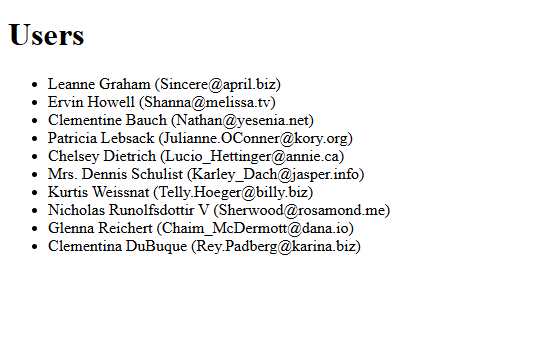 Users
Leanne Graham (Sincere@april.biz)
Ervin Howell (Shanna@melissa.tv)
Clementine Bauch (Nathan@yesenia.net)
Patricia Lebsack (Julianne.OConner@kory.org)
Chelsey Dietrich (Lucio_Hettinger@annie.ca)
Mrs. Dennis Schulist (Karley_Dach@jasper.info)
Kurtis Weissnat (Telly.Hoeger@billy.biz)
Nicholas Runolfsdottir V (Sherwood@rosamond.me)
Glenna Reichert (Chaim_McDermott@dana.io)
Clementina DuBuque (Rey.Padberg@karina.biz)